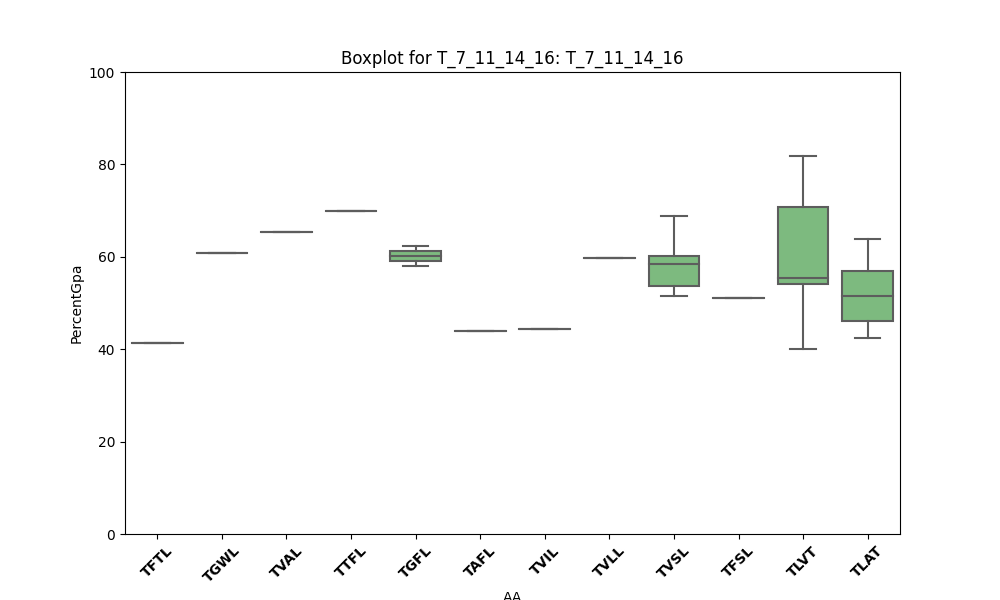 Boxplot for T_7_11_14_16: T_7_11_14_16
100
80
60
40
20
0
PercentGpa
TFTL
TGWL
TVAL
TTFL
TGFL
TAFL
TVIL
TVLL
TVSL
TFSL
TLVT
TLAT
AA